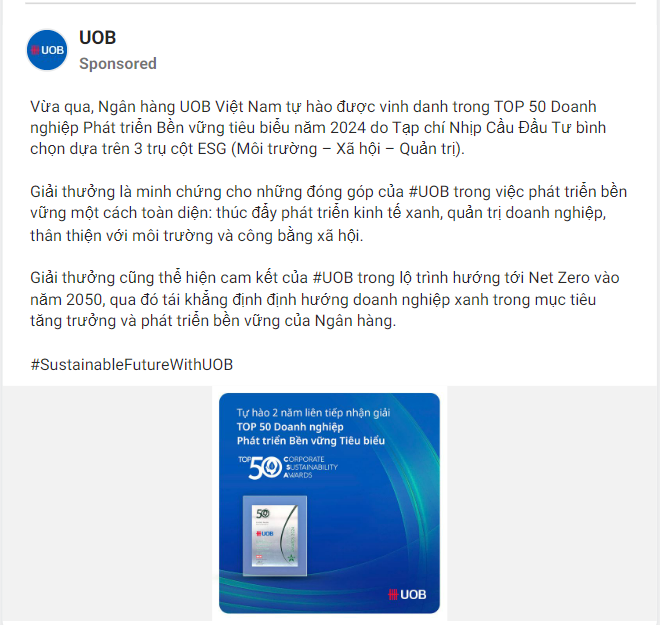 UOB
UOB
Sponsored
Vừa qua, Ngân hàng UOB Việt Nam tự hào được vinh danh trong TOP 50 Doanh
nghiệp Phát triển Bền vững tiêu biểu năm 2024 do Tạp chí Nhịp Cầu Đầu Tư bình
chọn dựa trên 3 trụ cột ESG (Môi trường – Xã hội – Quản trị).
Giải thưởng là minh chứng cho những đóng góp của #UOB trong việc phát triển bền
vững một cách toàn diện: thúc đẩy phát triển kinh tế xanh, quản trị doanh nghiệp,
thân thiện với môi trường và công bằng xã hội.
Giải thưởng cũng thể hiện cam kết của #UOB trong lộ trình hướng tới Net Zero vào
năm 2050, qua đó tái khẳng định định hướng doanh nghiệp xanh trong mục tiêu
tăng trưởng và phát triển bền vững của Ngân hàng.
#SustainableFutureWithUOB
Tự hào 2 năm liên tiếp nhận giải
TOP 50 Doanh nghiệp
Phát triển Bền vững Tiêu biểu
TOP 50 CORPORATE
SUSTAINABILITY
AWARDS
50
UOB
UOB